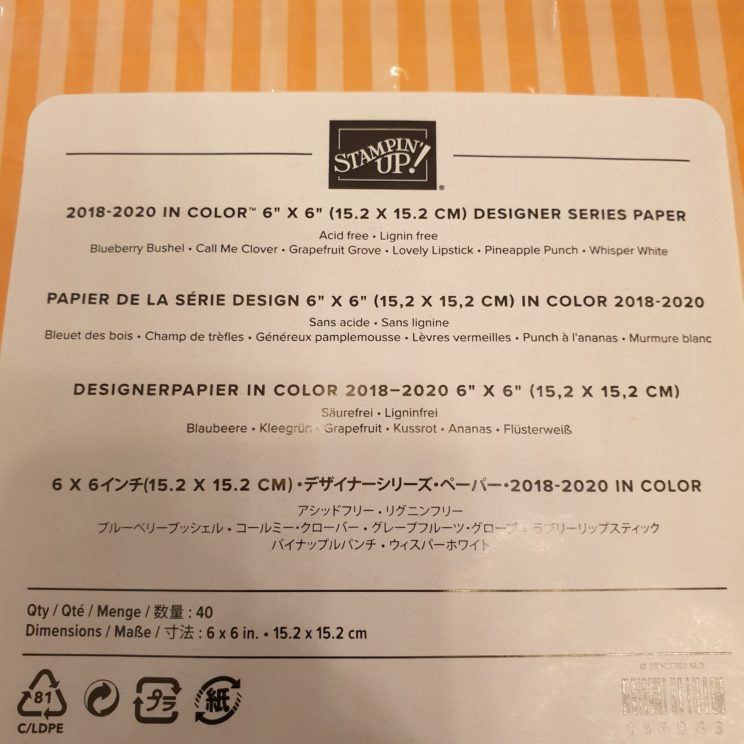 STAMPIN' UP!®
2018-2020 IN COLOR™ 6" X 6" (15.2 X 15.2 CM) DESIGNER SERIES PAPER
Acid free • Lignin free
Blueberry Bushel • Call Me Clover • Grapefruit Grove • Lovely Lipstick • Pineapple Punch • Whisper White
PAPIER DE LA SÉRIE DESIGN 6" X 6" (15,2 X 15,2 CM) IN COLOR 2018-2020
Sans acide • Sans lignine
Bleuet des bois • Champ de trèfles • Généreux pamplemousse • Lèvres vermeilles • Punch à l'ananas • Murmure blanc
DESIGNERPAPIER IN COLOR 2018–2020 6" X 6" (15,2 X 15,2 CM)
Säurefrei • Ligninfrei
Blaubeere • Kleegrün • Grapefruit • Kussrot • Ananas • Flüsterweiß
6 X 6インチ(15.2 X 15.2 CM)・デザイナーシリーズ・ペーパー・2018-2020 IN COLOR
アシッドフリー・リグニンフリー
ブルーベリーブッシェル・コールミー・クローバー・グレープフルーツ・グローブ・ラブリーリップスティック
パイナップルパンチ・ウィスパーホワイト
Qty / Qté / Menge / 数量 : 40
Dimensions / Maße / 寸法 : 6 x 6 in. • 15.2 x 15.2 cm
81
C/LDPE
プラ
紙